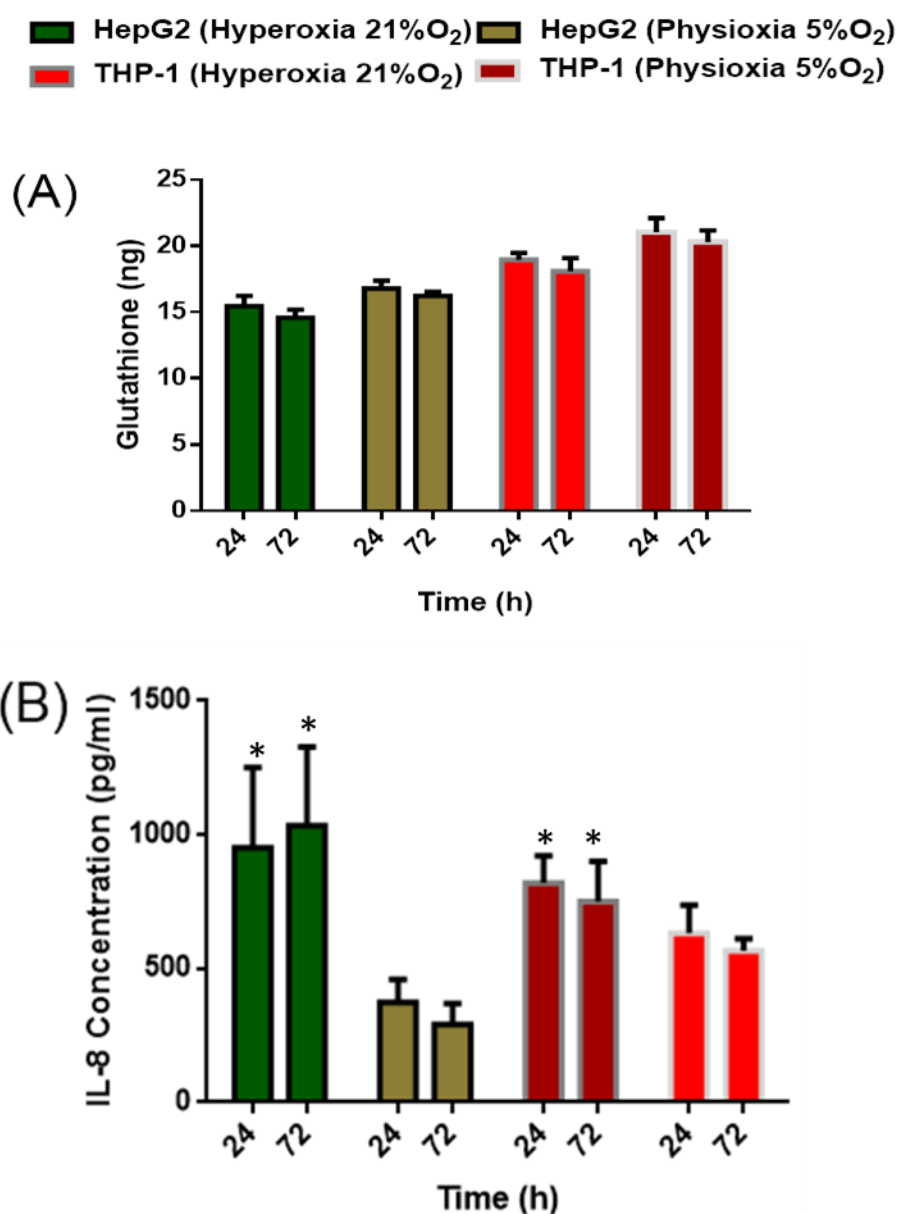 HepG2 (Hyperoxia 21%O₂) HepG2 (Physioxia 5%O₂)
THP-1 (Hyperoxia 21%O₂) THP-1 (Physioxia 5%O₂)
(A)
Glutathione (ng)
25
20
15
10
5
0
24 72 24 72 24 72 24 72
Time (h)
(B)
IL-8 Concentration (pg/ml)
1500
* *
1000
* *
500
0
24 72 24 72 24 72 24 72
Time (h)